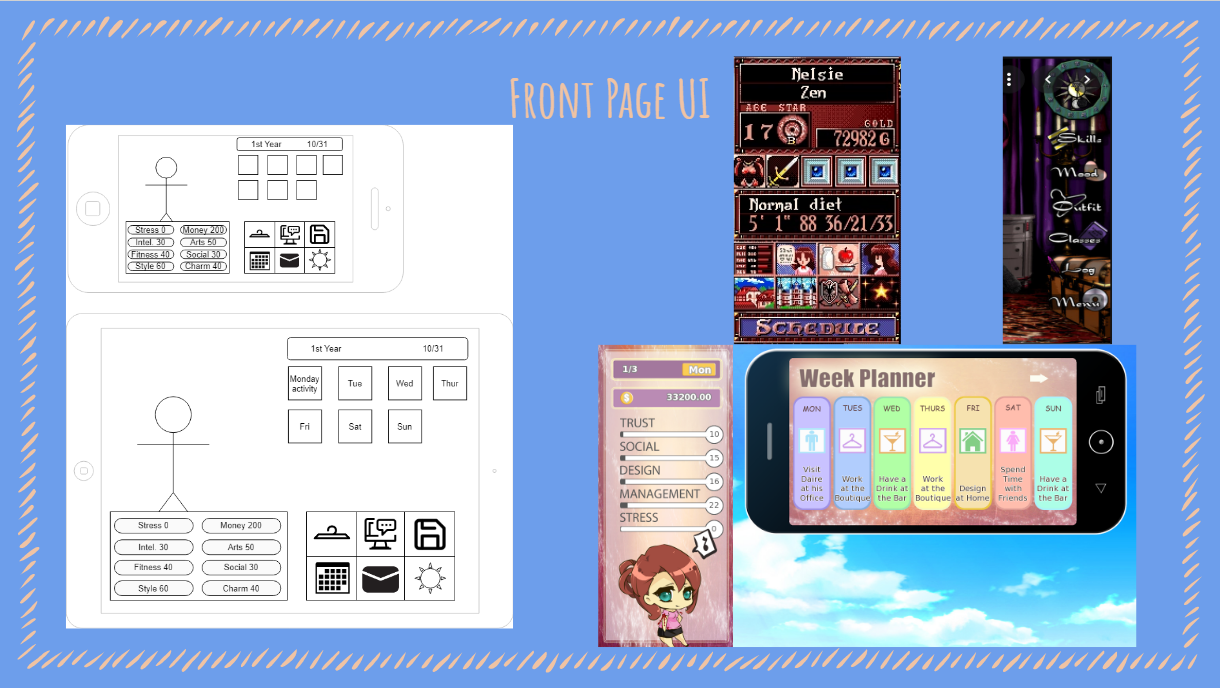 Front Page UI
1st Year 10/31
Stress 0 Money 200
Intel. 30 Arts 50
Fitness 40 Social 30
Style 60 Charm 40
1st Year 10/31
Monday activity Tue Wed Thur
Fri Sat Sun
Stress 0 Money 200
Intel. 30 Arts 50
Fitness 40 Social 30
Style 60 Charm 40
Nelsie
Zen
AGE STAR
GOLD
17 B 72982G
Normal diet
5' 1" 88 36/21/33
SCHEDULE
Skills
Mood
Outfit
Classes
Log
Menu
1/3 Mon
$ 33200.00
TRUST
10
SOCIAL
15
DESIGN
16
MANAGEMENT
22
STRESS
0
Week Planner
MON TUES WED THURS FRI SAT SUN
Visit Daire at his Office
Work at the Boutique
Have a Drink at the Bar
Work at the Boutique
Design at Home
Spend Time with Friends
Have a Drink at the Bar